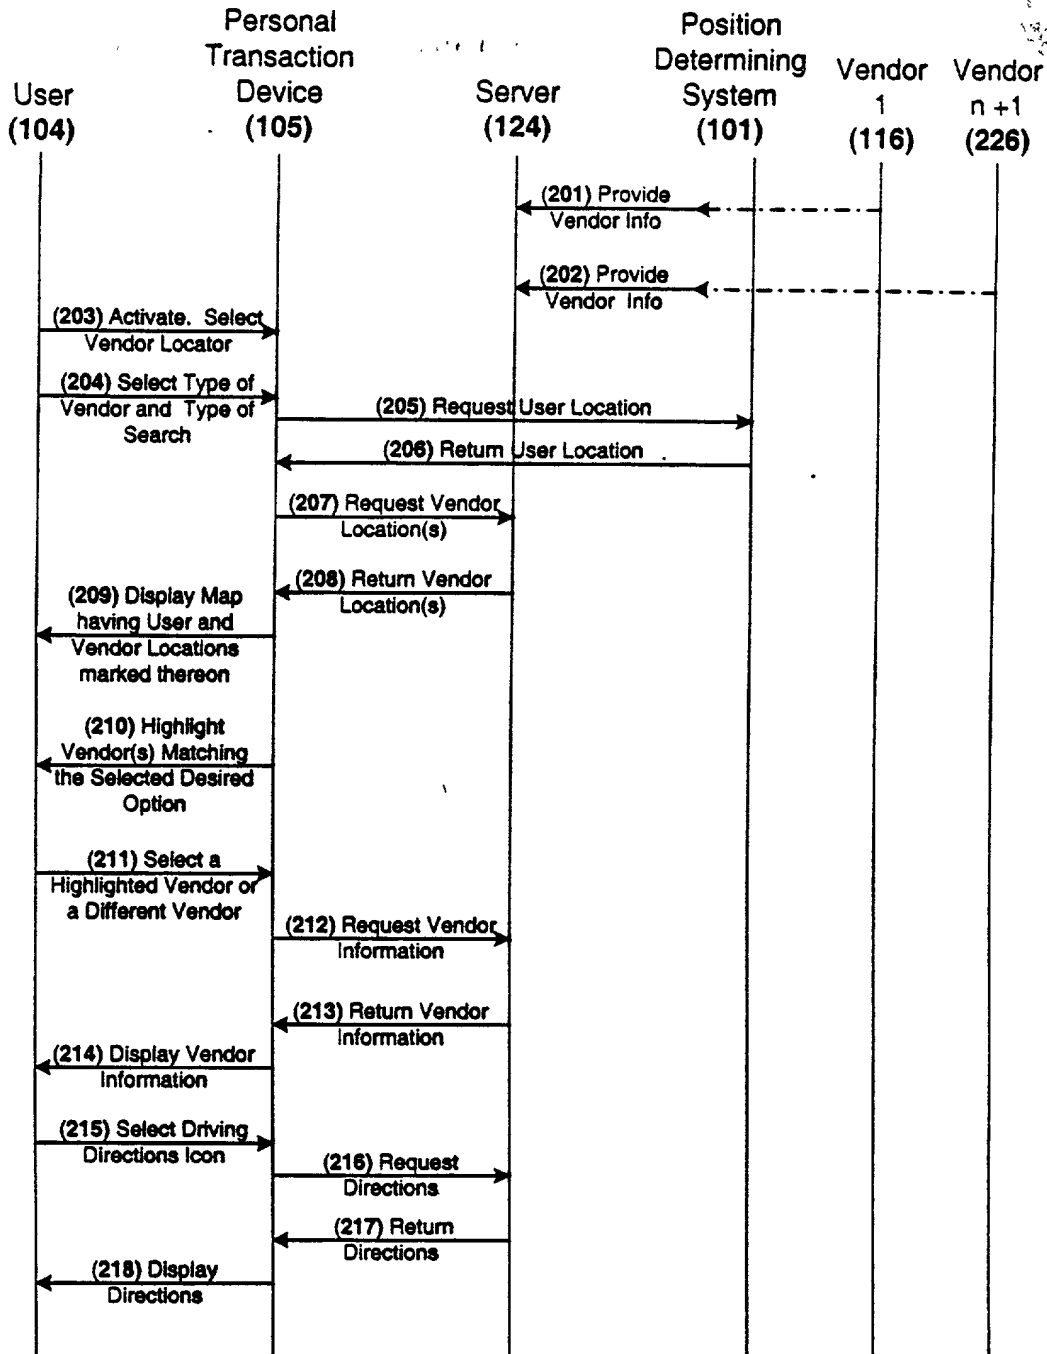 User
(104)
Personal
Transaction
Device
(105)
Server
(124)
Position
Determining
System
(101)
Vendor
1
(116)
Vendor
n +1
(226)
(201) Provide
Vendor Info
(202) Provide
Vendor Info
(203) Activate. Select
Vendor Locator
(204) Select Type of
Vendor and Type of
Search
(205) Request User Location
(206) Return User Location
(207) Request Vendor
Location(s)
(208) Return Vendor
Location(s)
(209) Display Map
having User and
Vendor Locations
marked thereon
(210) Highlight
Vendor(s) Matching
the Selected Desired
Option
(211) Select a
Highlighted Vendor or
a Different Vendor
(212) Request Vendor
Information
(213) Return Vendor
Information
(214) Display Vendor
Information
(215) Select Driving
Directions Icon
(216) Request
Directions
(217) Return
Directions
(218) Display
Directions